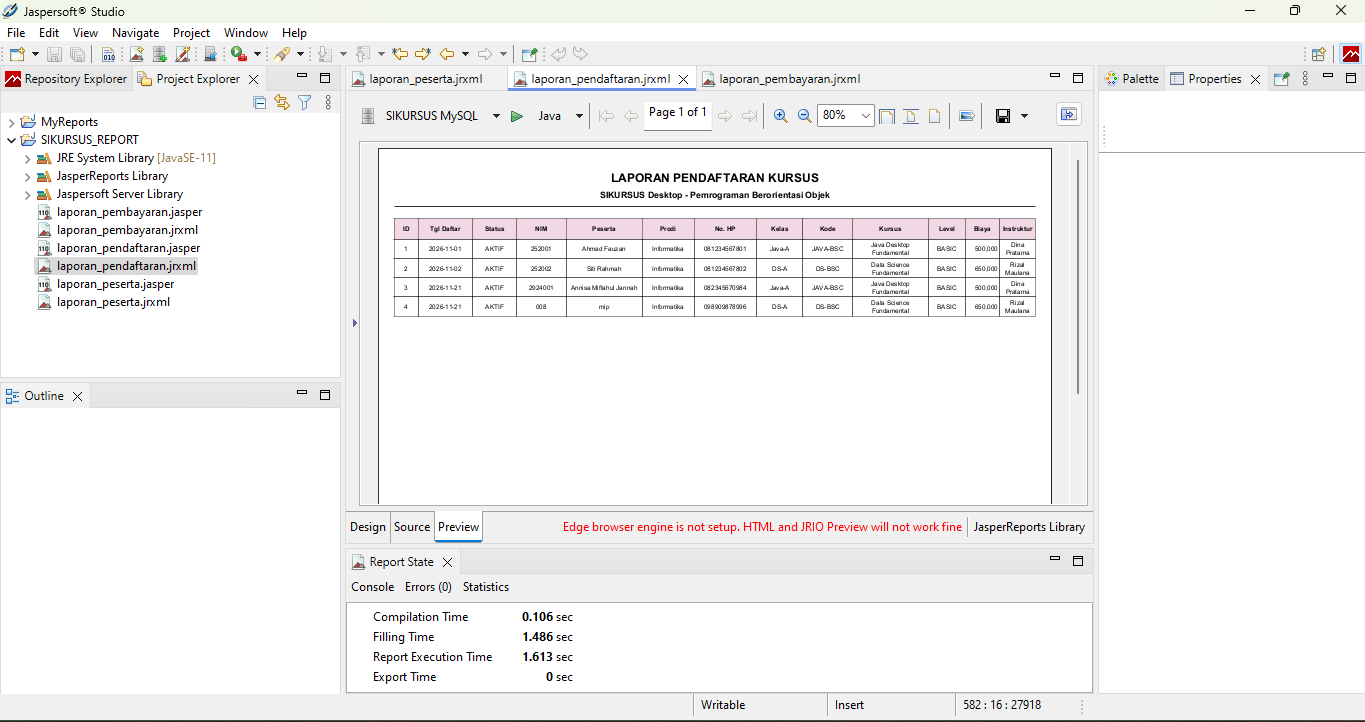 Jaspersoft® Studio
File Edit View Navigate Project Window Help
Repository Explorer Project Explorer
MyReports
SIKURSUS_REPORT
JRE System Library [JavaSE-11]
JasperReports Library
Jaspersoft Server Library
laporan_pembayaran.jasper
laporan_pembayaran.jrxml
laporan_pendaftaran.jasper
laporan_pendaftaran.jrxml
laporan_peserta.jasper
laporan_peserta.jrxml
Outline
laporan_peserta.jrxml laporan_pendaftaran.jrxml laporan_pembayaran.jrxml
SIKURSUS MySQL Java Page 1 of 1 80%
LAPORAN PENDAFTARAN KURSUS
SIKURSUS Desktop - Pemrograman Berorientasi Objek
ID Tgl Daftar Status NIM Peserta Prodi No. HP Kelas Kode Kursus Level Biaya Instruktur
1 2026-11-01 AKTIF 252001 Ahmad Fauzan Informatika 081234567801 Java-A JAVA-BSC Java Desktop Fundamental BASIC 500,000 Dina Pratama
2 2026-11-02 AKTIF 252002 Siti Rahmah Informatika 081234567802 DS-A DS-BSC Data Science Fundamental BASIC 650,000 Rizal Maulana
3 2026-11-21 AKTIF 2924001 Annisa Miftahul Jannah Informatika 082345670984 Java-A JAVA-BSC Java Desktop Fundamental BASIC 500,000 Dina Pratama
4 2026-11-21 AKTIF 008 mip Informatika 098909878996 DS-A DS-BSC Data Science Fundamental BASIC 650,000 Rizal Maulana
Design Source Preview Edge browser engine is not setup. HTML and JRIO Preview will not work fine JasperReports Library
Report State
Console Errors (0) Statistics
Compilation Time 0.106 sec
Filling Time 1.486 sec
Report Execution Time 1.613 sec
Export Time 0 sec
Palette Properties
Writable Insert 582 : 16 : 27918